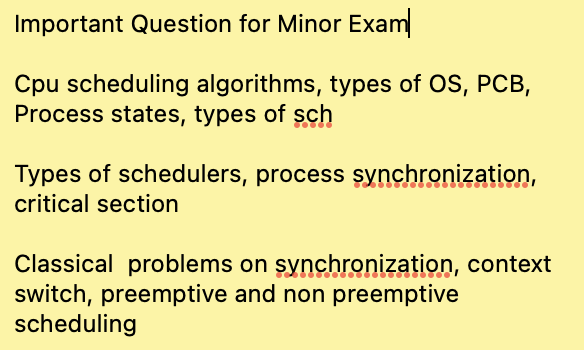 Important Question for Minor Exam
Cpu scheduling algorithms, types of OS, PCB,
Process states, types of sch
Types of schedulers, process synchronization,
critical section
Classical  problems on synchronization, context
switch, preemptive and non preemptive
scheduling